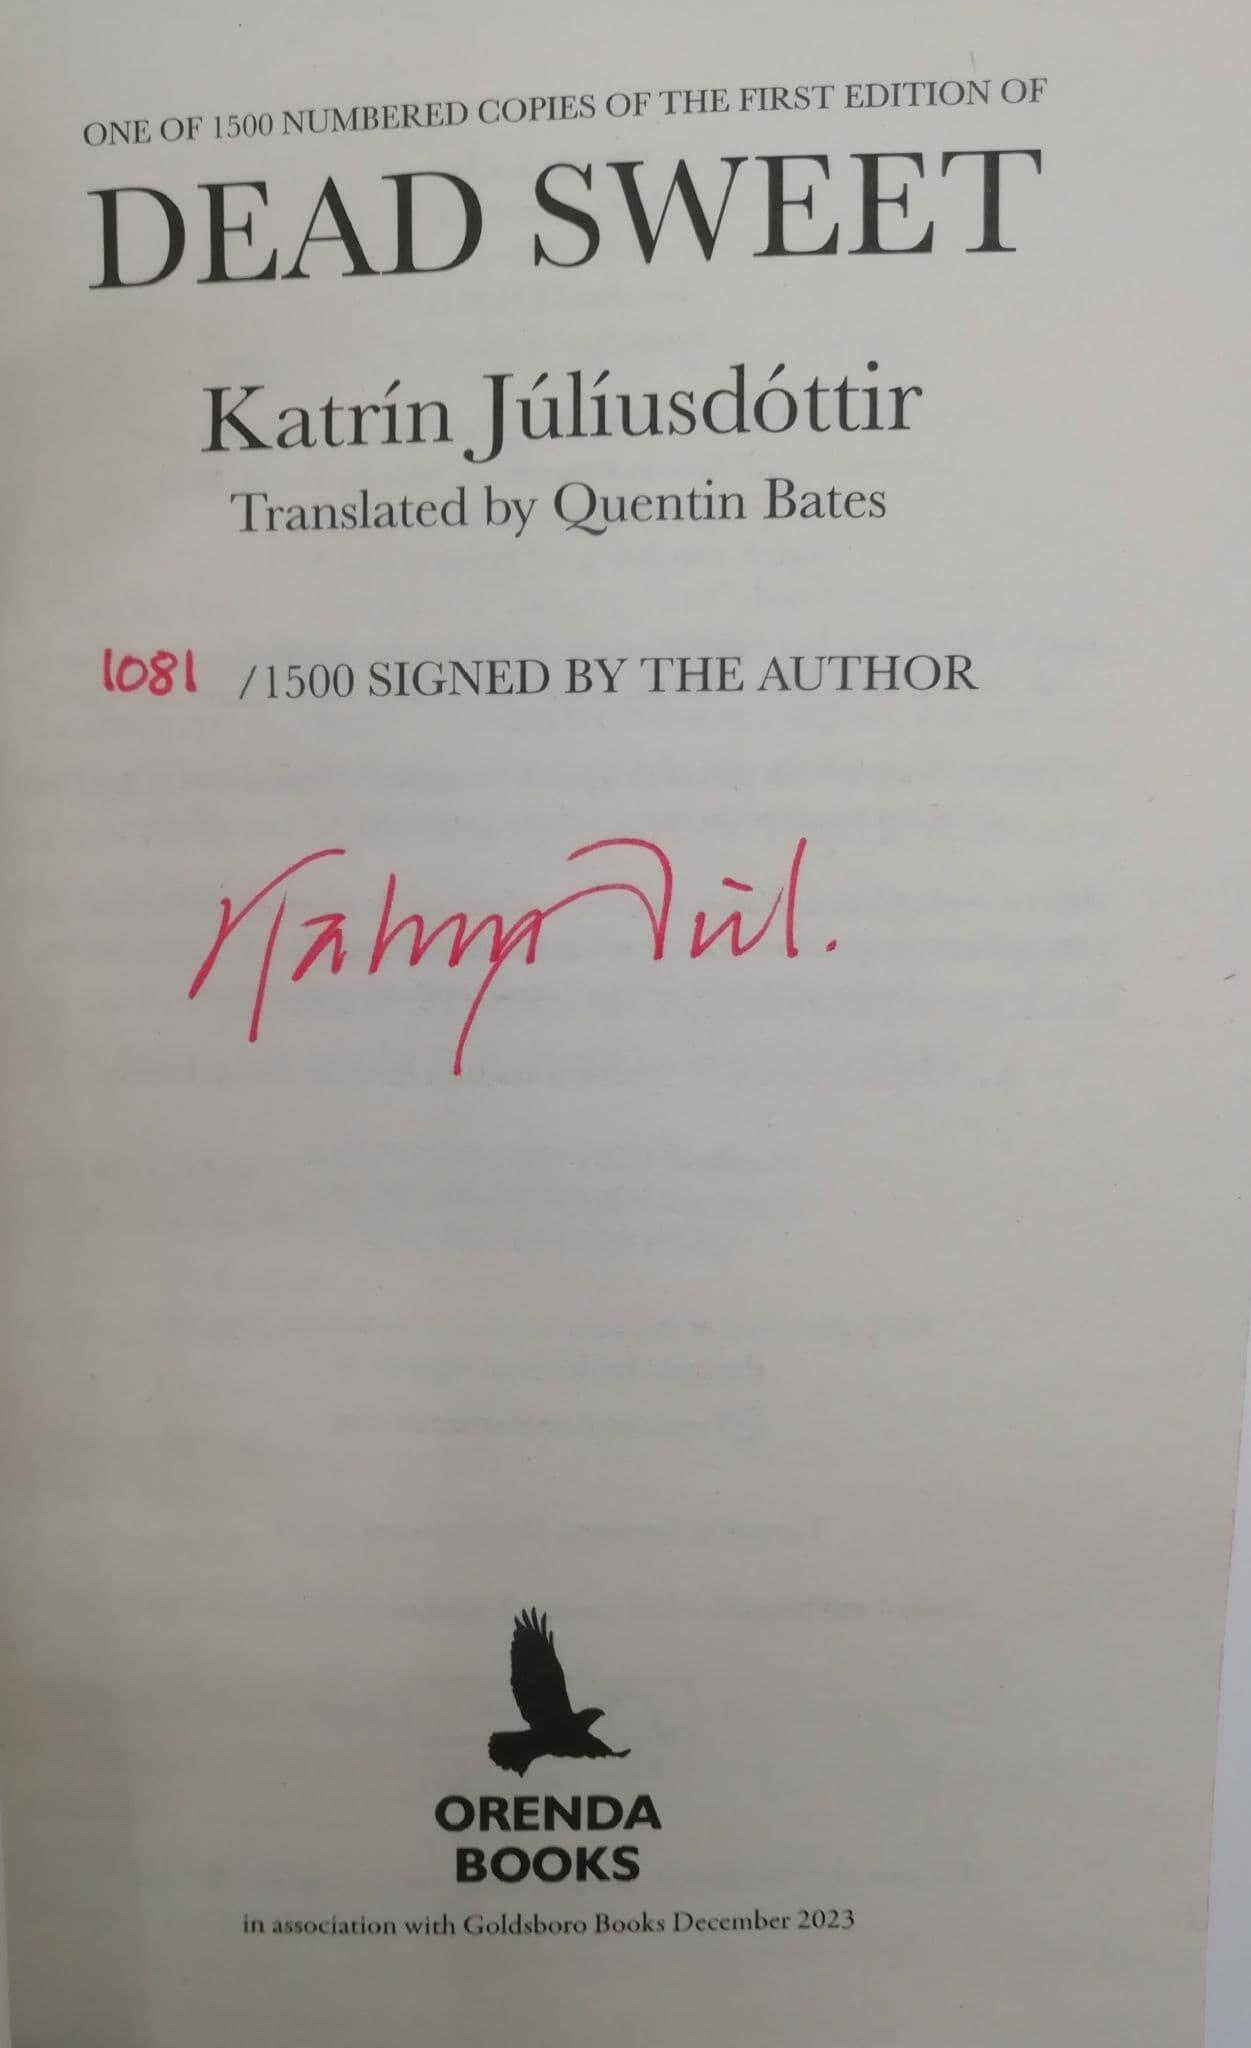 ONE OF 1500 NUMBERED COPIES OF THE FIRST EDITION OF
DEAD SWEET
Katrín Júlíusdóttir
Translated by Quentin Bates
1081 /1500 SIGNED BY THE AUTHOR
Júl.
ORENDA
BOOKS
in association with Goldsboro Books December 2023